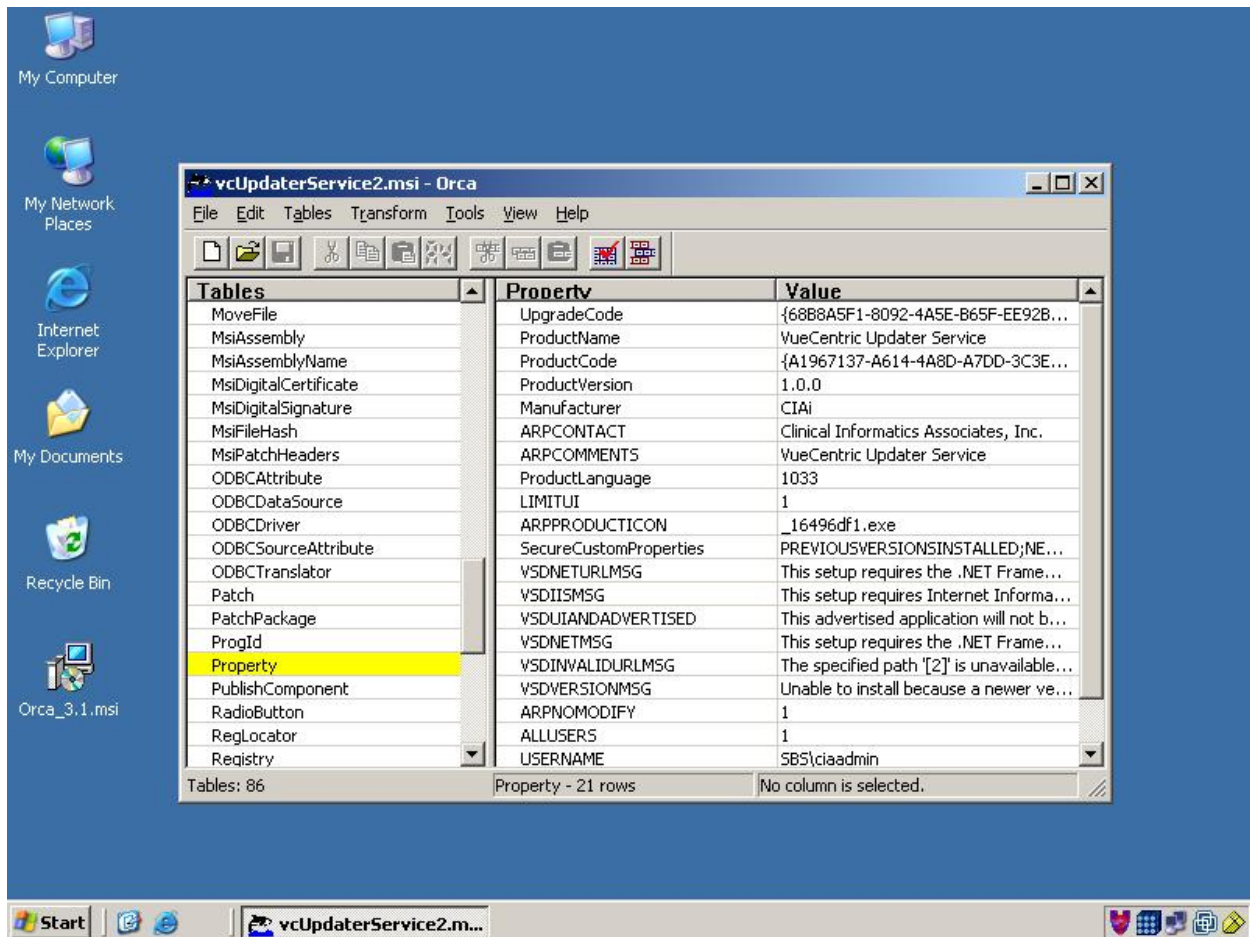 My Computer
My Network
Places
Internet
Explorer
My Documents
Recycle Bin
Orca_3.1.msi
vcUpdaterService2.msi - Orca
File Edit Tables Transform Tools View Help
Tables Property Value
MoveFile UpgradeCode {68B8A5F1-8092-4A5E-B65F-EE92B...
MsiAssembly ProductName VueCentric Updater Service
MsiAssemblyName ProductCode {A1967137-A614-4A8D-A7DD-3C3E...
MsiDigitalCertificate ProductVersion 1.0.0
MsiDigitalSignature Manufacturer CIAi
MsiFileHash ARPCONTACT Clinical Informatics Associates, Inc.
MsiPatchHeaders ARPCOMMENTS VueCentric Updater Service
ODBCAttribute ProductLanguage 1033
ODBCDataSource LIMITUI 1
ODBCDriver ARPPRODUCTICON _16496df1.exe
ODBCSourceAttribute SecureCustomProperties PREVIOUSVERSIONSINSTALLED;NE...
ODBCTranslator VSDNETURLMSG This setup requires the .NET Frame...
Patch VSDIISMSG This setup requires Internet Informa...
PatchPackage VSDUIANDADVERTISED This advertised application will not b...
ProgId VSDNETMSG This setup requires the .NET Frame...
Property VSDINVALIDURLMSG The specified path '[2]' is unavailable...
PublishComponent VSDVERSIONMSG Unable to install because a newer ve...
RadioButton ARPNOMODIFY 1
RegLocator ALLUSERS 1
Registry USERNAME SBS\ciaadmin
Tables: 86 Property - 21 rows No column is selected.
Start vcUpdaterService2.m...